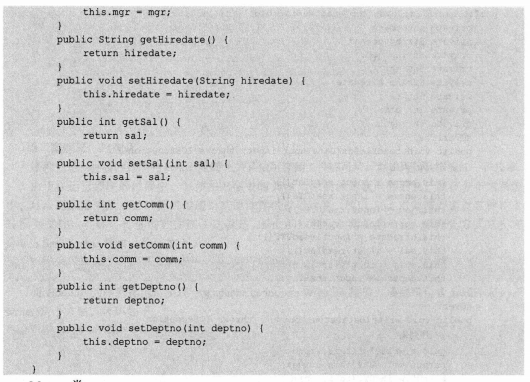 this.mgr = mgr;
}
public String getHiredate() {
return hiredate;
}
public void setHiredate(String hiredate) {
this.hiredate = hiredate;
}
public int getSal() {
return sal;
}
public void setSal(int sal) {
this.sal = sal;
}
public int getComm() {
return comm;
}
public void setComm(int comm) {
this.comm = comm;
}
public int getDeptno() {
return deptno;
}
public void setDeptno(int deptno) {
this.deptno = deptno;
}
}